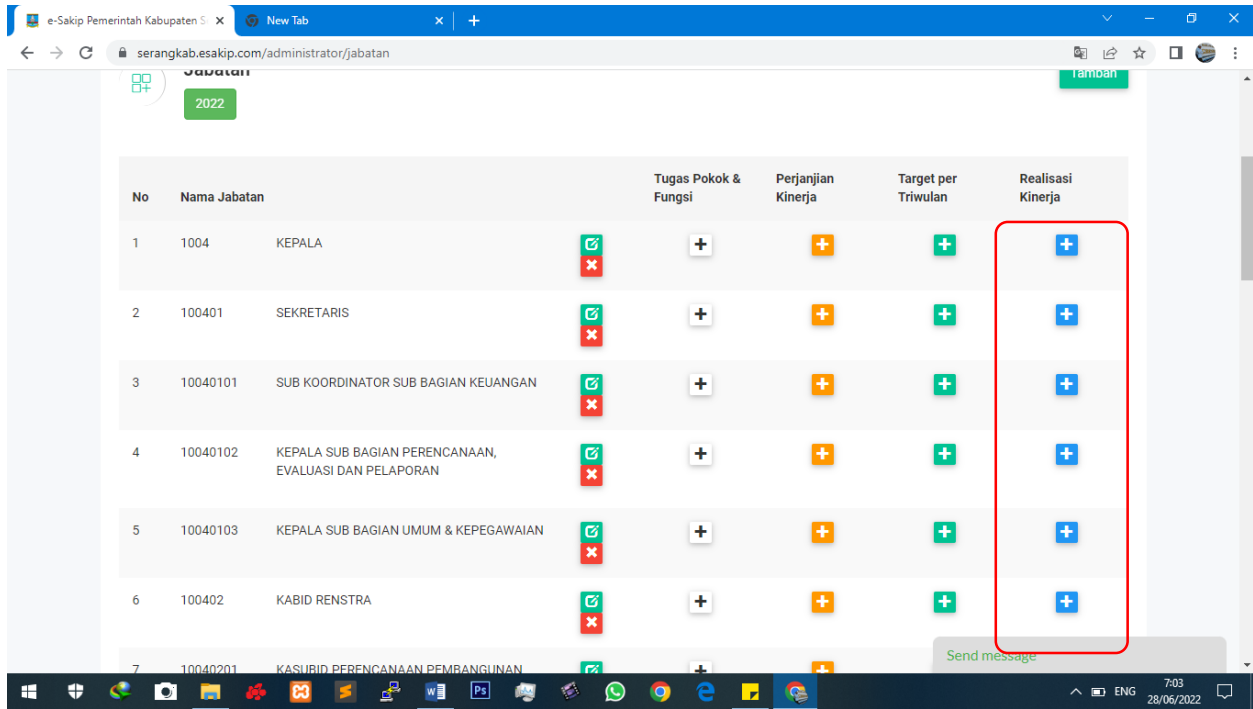 e-Sakip Pemerintah Kabupaten S
New Tab
serangkab.esakip.com/administrator/jabatan
Jabatan
Tambah
2022
No Nama Jabatan Tugas Pokok & Fungsi Perjanjian Kinerja Target per Triwulan Realisasi Kinerja
1 1004 KEPALA
2 100401 SEKRETARIS
3 10040101 SUB KOORDINATOR SUB BAGIAN KEUANGAN
4 10040102 KEPALA SUB BAGIAN PERENCANAAN,
EVALUASI DAN PELAPORAN
5 10040103 KEPALA SUB BAGIAN UMUM & KEPEGAWAIAN
6 100402 KABID RENSTRA
7 10040201 KASUBID PERENCANAAN PEMBANGUNAN
Send message
Ps
ENG
7:03
28/06/2022